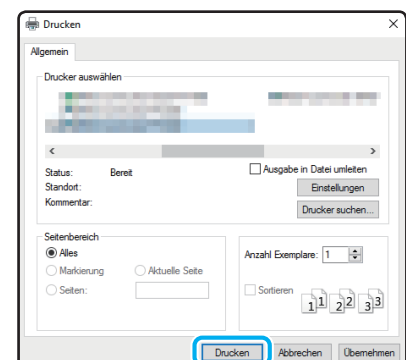 Drucken
Allgemein
Drucker auswählen
Status: Bereit
Standort:
Kommentar:
Ausgabe in Datei umleiten
Einstellungen
Drucker suchen...
Seitenbereich
Alles
Markierung Aktuelle Seite
Seiten:
Anzahl Exemplare: 1
Sortieren
1 1 2 2 3 3
Drucken Abbrechen Übernehmen